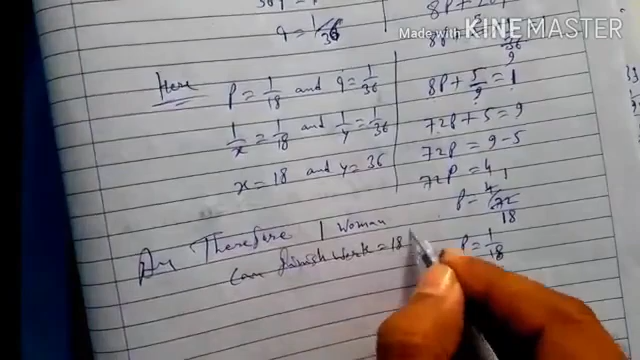 q = 1/36
Here p = 1/18 and q = 1/36
1/x = 1/18 and 1/y = 1/36
x = 18 and y = 36
Ans Therefore 1 Woman
Can finish Work = 18
8p + 5/9 = 1
72p + 5 = 9
72p = 9 - 5
72p = 4
p = 4/72
1
18
p = 1/18
Made with KINEMASTER